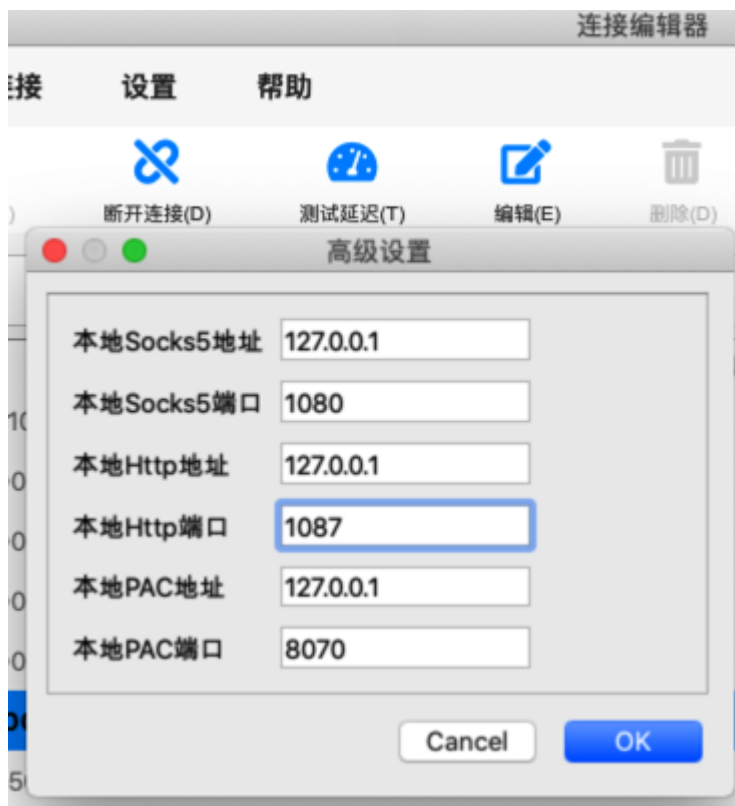 连接编辑器
接 设置 帮助
断开连接(D) 测试延迟(T) 编辑(E) 删除(D)
高级设置
本地Socks5地址 127.0.0.1
本地Socks5端口 1080
本地Http地址 127.0.0.1
本地Http端口 1087
本地PAC地址 127.0.0.1
本地PAC端口 8070
Cancel OK